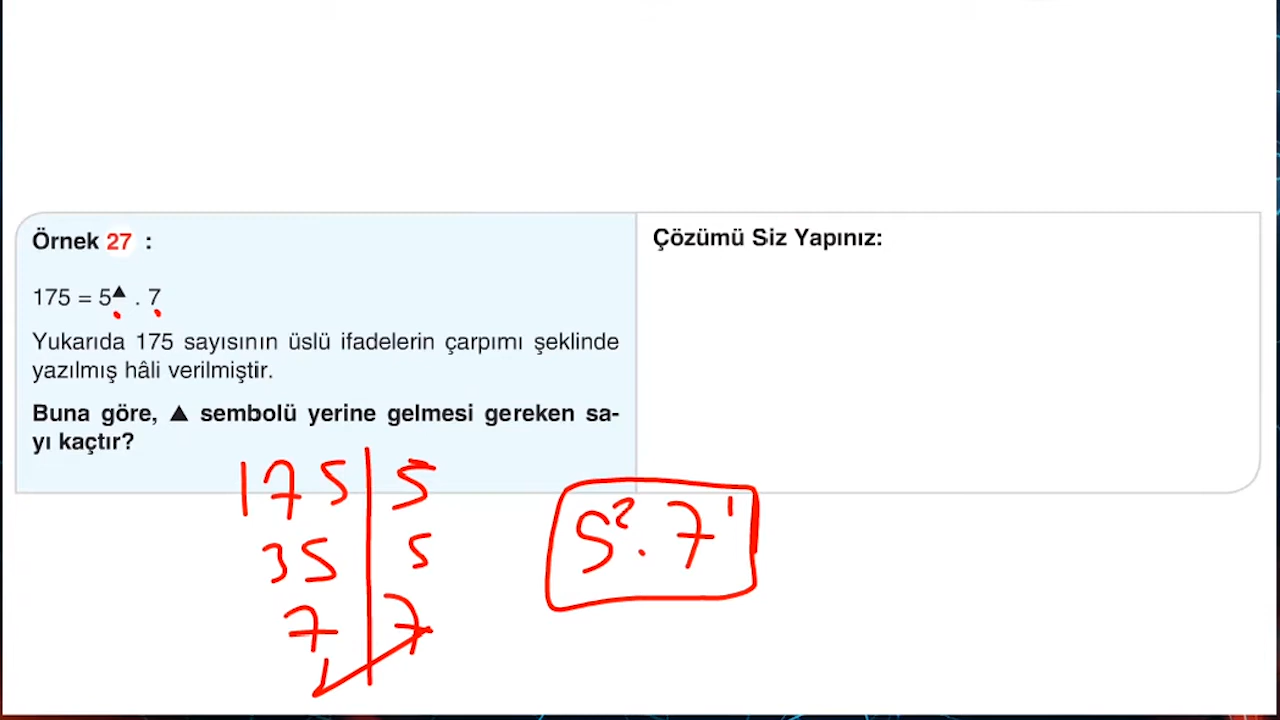 Örnek 27 :
Çözümü Siz Yapınız:
175 = 5▲ . 7
Yukarıda 175 sayısının üslü ifadelerin çarpımı şeklinde
yazılmış hâli verilmiştir.
Buna göre, ▲ sembolü yerine gelmesi gereken sa-
yı kaçtır?
175 | 5
35 | 5
7 | 7
1
5² . 7¹